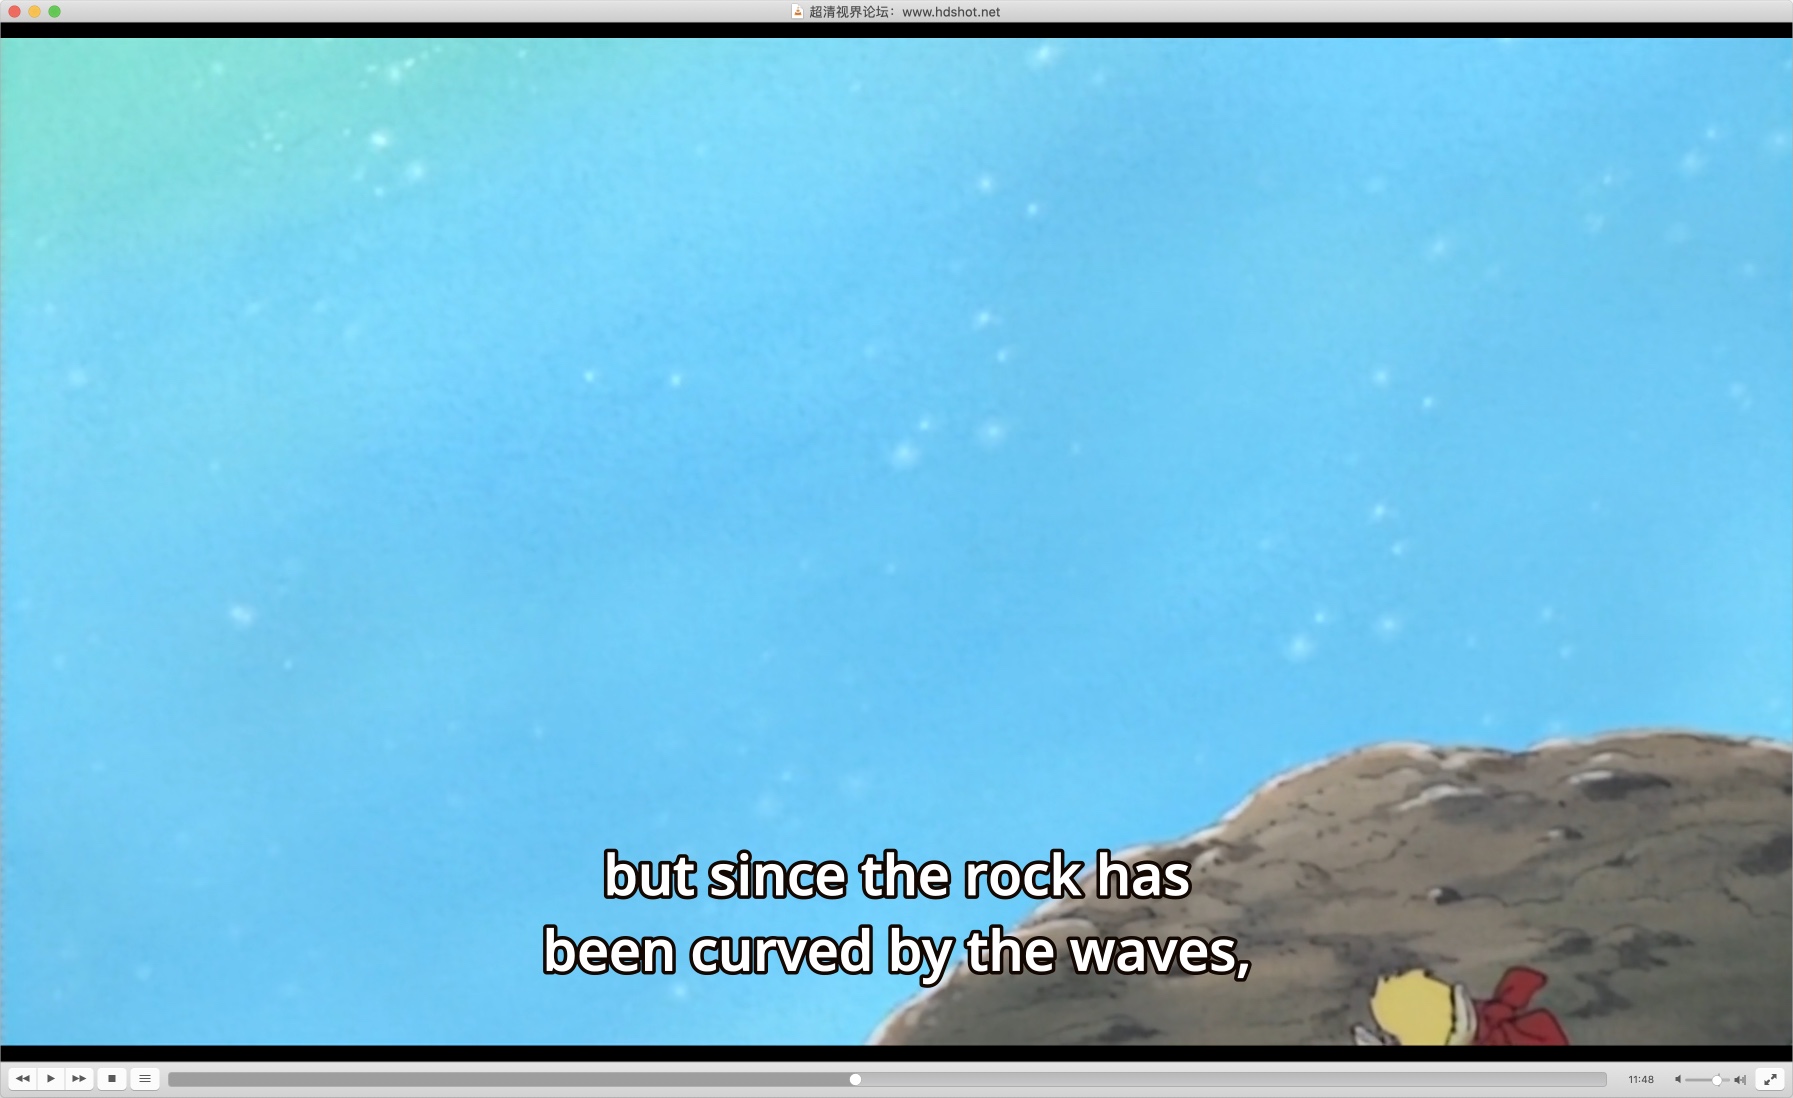 超清视界论坛：www.hdshot.net
but since the rock has
been curved by the waves,
11:48